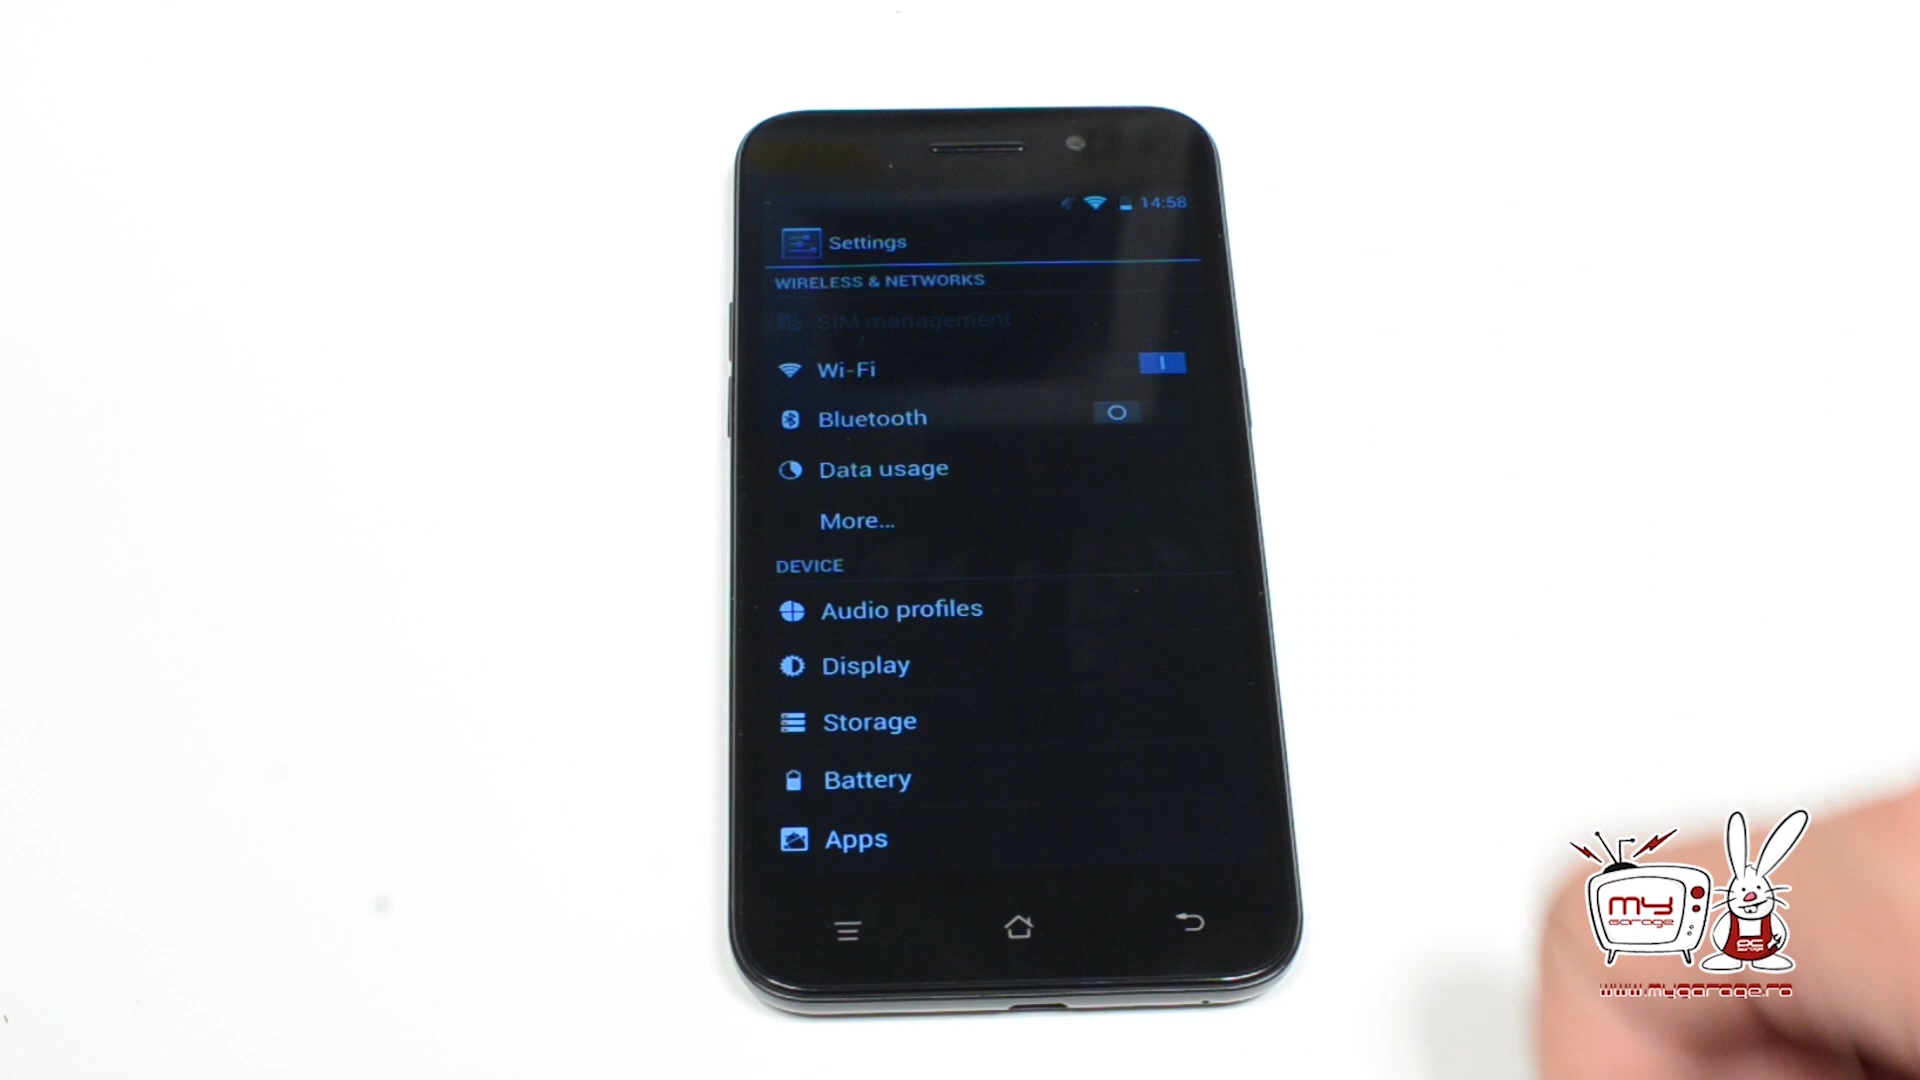 14:58
Settings
WIRELESS & NETWORKS
SIM management
Wi-Fi
Bluetooth
Data usage
More...
DEVICE
Audio profiles
Display
Storage
Battery
Apps
my
Garage
PC
www.mygarage.ro